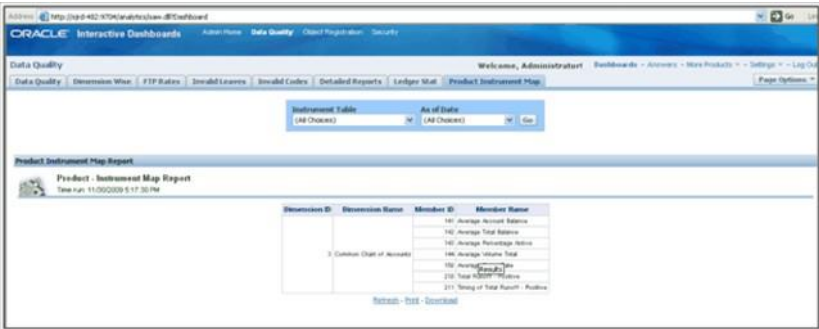 Address http://sjrd-482:9704/analytics/saw.dll?Dashboard Go
ORACLE Interactive Dashboards Admin Home Data Quality Object Registration Security
Data Quality Welcome, Administrator! Dashboards - Answers - More Products - Settings - Log Out
Data Quality Dimension Wise FTP Rates Invalid Leaves Invalid Codes Detailed Reports Ledger Stat Product Instrument Map Page Options
Instrument Table As of Date
(All Choices) (All Choices) Go
Product Instrument Map Report
Product - Instrument Map Report
Time run: 11/30/2009 5:17:30 PM
Dimension ID Dimension Name Member ID Member Name
141 Average Account Balance
142 Average Total Balance
Average Percentage Active
3 Common Chart of Accounts Average Volume Total
Results
210 Total Runoff - Positive
211 Timing of Total Runoff - Positive
Refresh - Print - Download